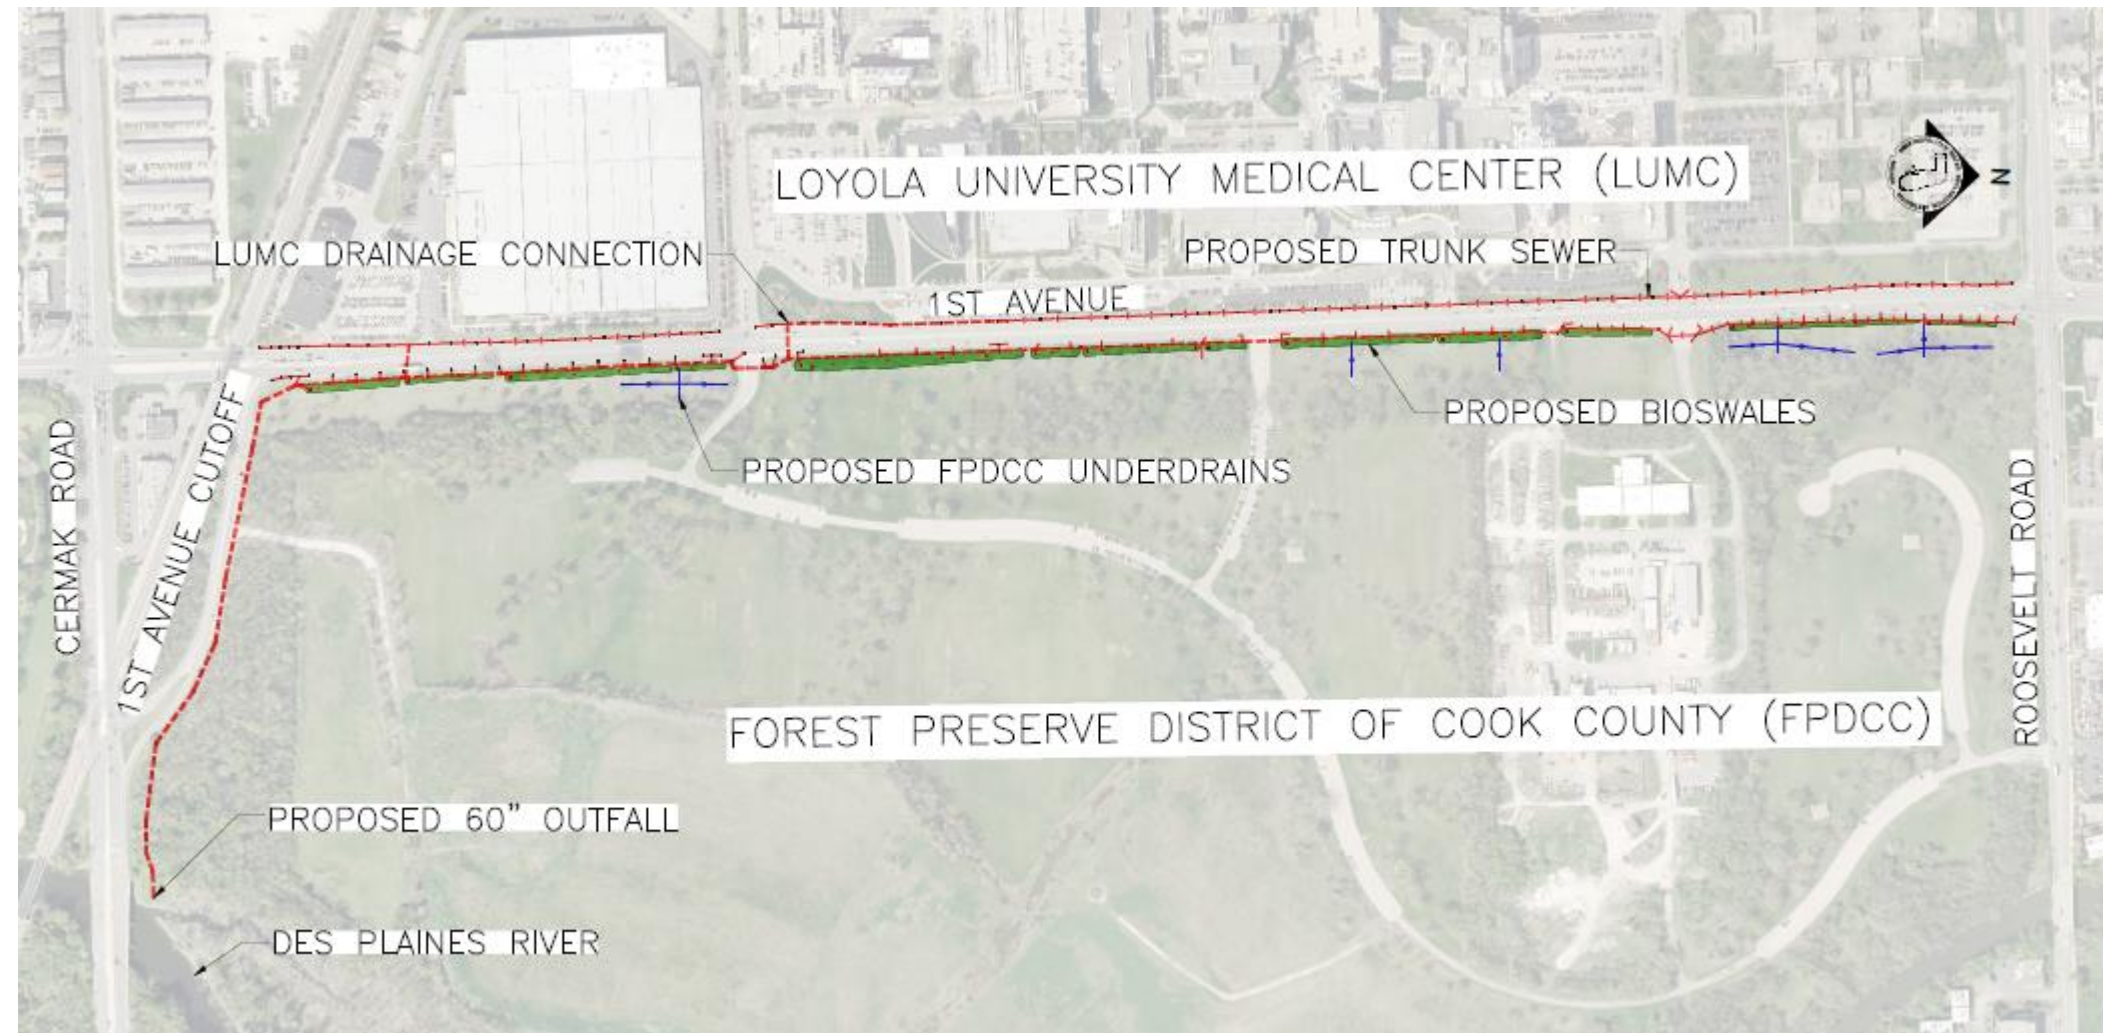 LOYOLA UNIVERSITY MEDICAL CENTER (LUMC)
N
LUMC DRAINAGE CONNECTION
PROPOSED TRUNK SEWER
1ST AVENUE
PROPOSED BIOSWALES
PROPOSED FPDCC UNDERDRAINS
CERMAK ROAD
1ST AVENUE CUTOFF
ROOSEVELT ROAD
FOREST PRESERVE DISTRICT OF COOK COUNTY (FPDCC)
PROPOSED 60” OUTFALL
DES PLAINES RIVER